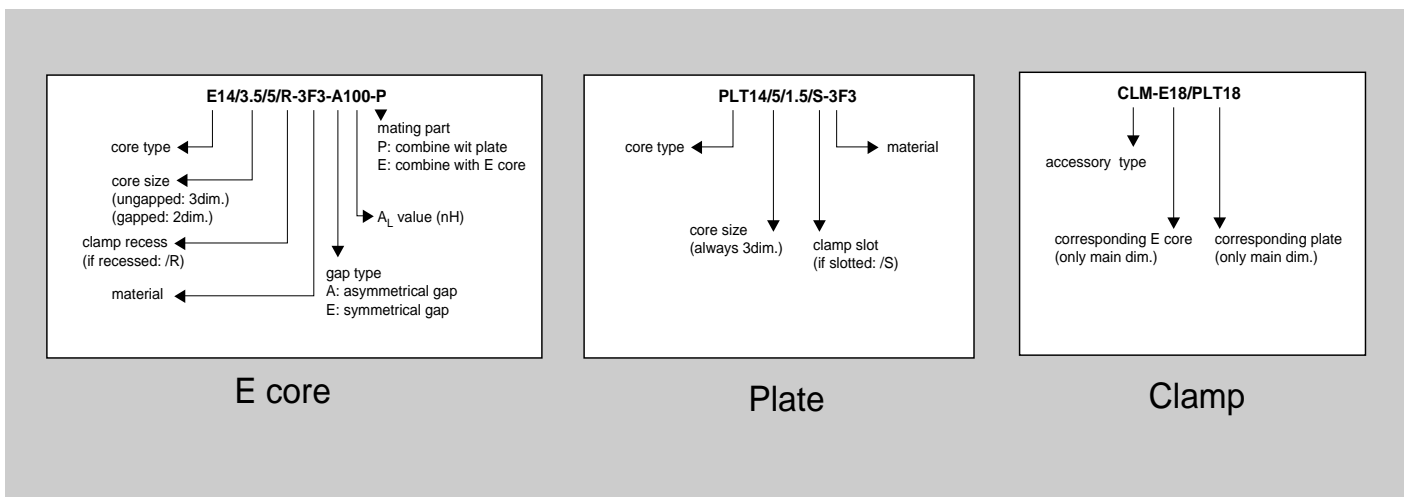 E14/3.5/5/R-3F3-A100-P
mating part
P: combine wit plate
E: combine with E core
core type
core size
(ungapped: 3dim.)
(gapped: 2dim.)
AL value (nH)
clamp recess
(if recessed: /R)
gap type
A: asymmetrical gap
E: symmetrical gap
material
E core
PLT14/5/1.5/S-3F3
core type
material
core size
(always 3dim.)
clamp slot
(if slotted: /S)
Plate
CLM-E18/PLT18
accessory type
corresponding E core
(only main dim.)
corresponding plate
(only main dim.)
Clamp